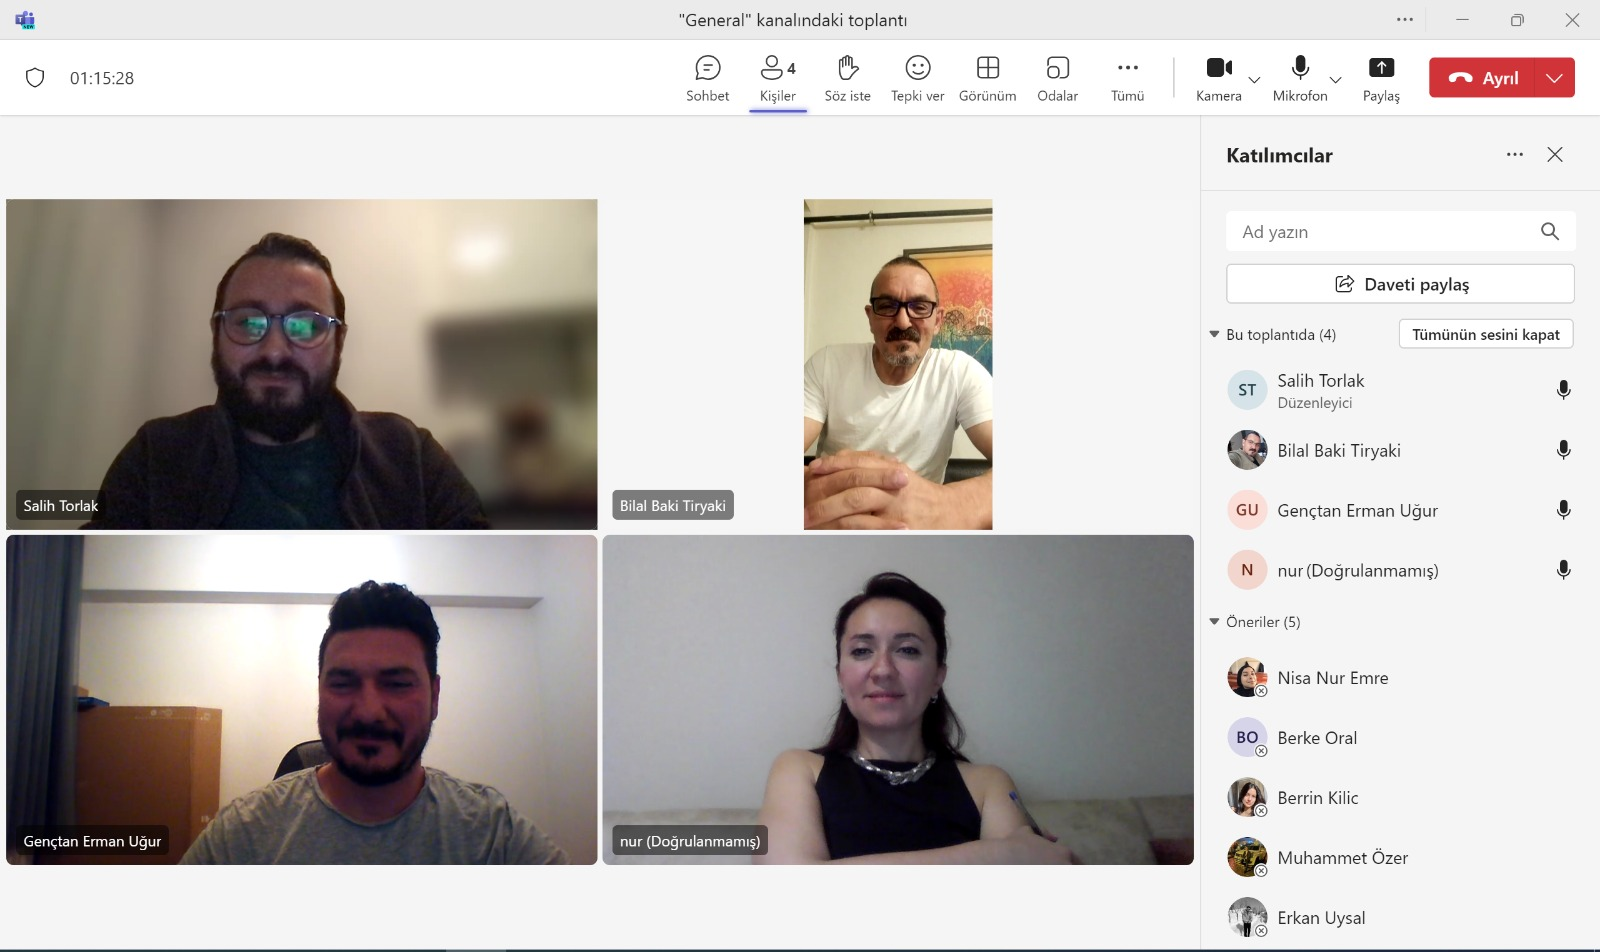 "General" kanalındaki toplantı
01:15:28
Sohbet
Kişiler
4
Söz iste
Tepki ver
Görünüm
Odalar
Tümü
Kamera
Mikrofon
Paylaş
Ayrıl
Salih Torlak
Bilal Baki Tiryaki
Gençtan Erman Uğur
nur (Doğrulanmamış)
Katılımcılar
Ad yazın
Daveti paylaş
Bu toplantıda (4)
Tümünün sesini kapat
ST
Salih Torlak
Düzenleyici
Bilal Baki Tiryaki
GU
Gençtan Erman Uğur
N
nur (Doğrulanmamış)
Öneriler (5)
Nisa Nur Emre
BO
Berke Oral
Berrin Kilic
Muhammet Özer
Erkan Uysal